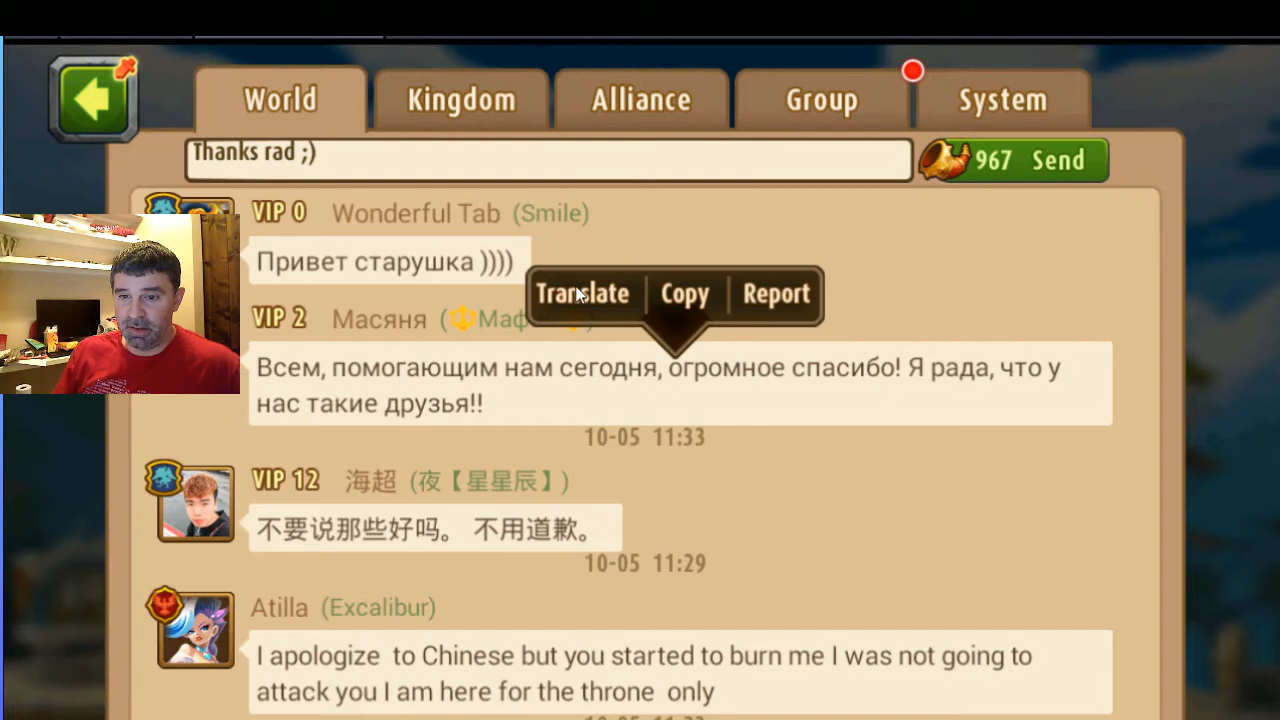 World
Kingdom
Alliance
Group
System
Thanks rad ;)
967 Send
VIP 0 Wonderful Tab (Smile)
Привет старушка ))))
Translate
Copy
Report
VIP 2 Масяня
Всем, помогающим нам сегодня, огромное спасибо! Я рада, что у
нас такие друзья!!
10-05 11:33
VIP 12 海超 (夜【星星辰】)
不要说那些好吗。 不用道歉。
10-05 11:29
Atilla (Excalibur)
I apologize to Chinese but you started to burn me I was not going to
attack you I am here for the throne only